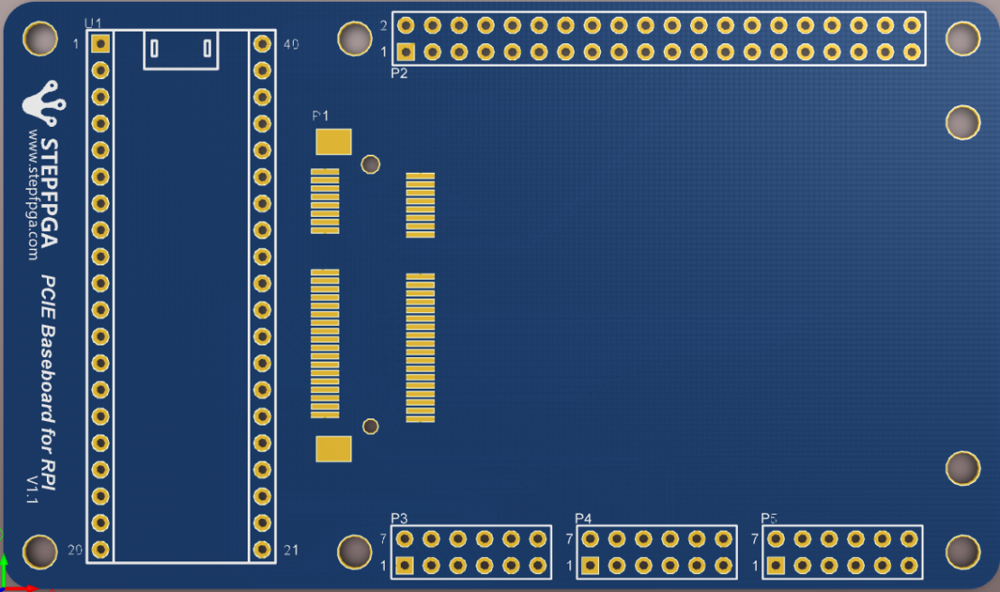 U1
1
40
20
21
2
1
P2
P1
STEPFPGA
www.stepfpga.com
PCIE Baseboard for RPI
V1.1
P3
7
1
P4
7
1
P5
7
1